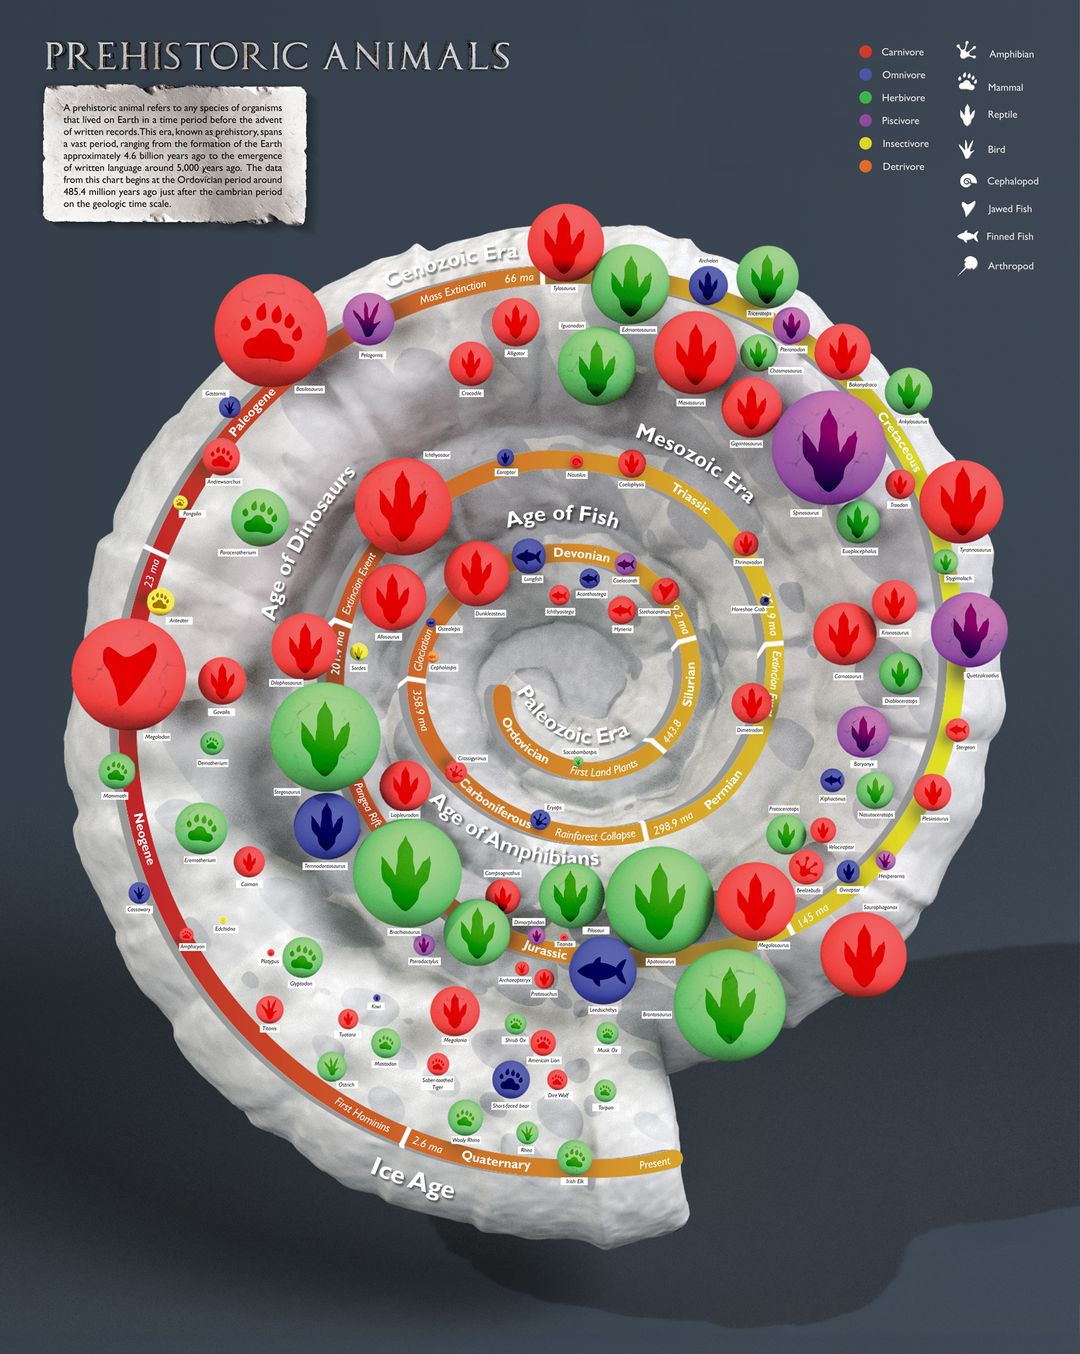 PREHISTORIC ANIMALS
A prehistoric animal refers to any species of organisms
that lived on Earth in a time period before the advent
of written records. This era, known as prehistory, spans
a vast period, ranging from the formation of the Earth
approximately 4.6 billion years ago to the emergence
of written language around 5,000 years ago. The data
from this chart begins at the Ordovician period around
485.4 million years ago just after the cambrian period
on the geologic time scale.
Carnivore
Omnivore
Herbivore
Piscivore
Insectivore
Detrivore
Amphibian
Mammal
Reptile
Bird
Cephalopod
Jawed Fish
Finned Fish
Arthropod
Cenozoic Era
Mass Extinction
66 ma
Tylosaurus
Edmontosaurus
Archelon
Triceratops
Pteranodon
Iguanodon
Alligator
Crocodile
Pelagornis
Basilosaurus
Gastornis
Paleogene
Andrewsarchus
Pangolin
Paraceratherium
23 ma
Anteater
Mosasaurus
Chasmosaurus
Bakonydraco
Ankylosaurus
Giganotosaurus
Cretaceous
Spinosaurus
Troodon
Euoplocephalus
Tyrannosaurus
Stygimoloch
Mesozoic Era
Triassic
Age of Dinosaurs
Ichthyosaur
Eoraptor
Nautilus
Coelophysis
Thrinaxodon
Horseshoe Crab
Age of Fish
Devonian
Lungfish
Coelacanth
Acanthostega
Ichthyostega
Hyneria
Stethacanthus
Dunkleosteus
Osteolepis
Cephalaspis
Glaciation
Extinction Event
Allosaurus
Sordes
Dilophosaurus
358.9 ma
Silurian
443.8
Paleozoic Era
Ordovician
First Land Plants
Sacabambaspis
Extinction Event
Dimetrodon
Permian
298.9 ma
Rainforest Collapse
Carboniferous
Crassigyrinus
Eryops
Age of Amphibians
Kronosaurus
Carnotaurus
Quetzalcoatlus
Diabloceratops
Baryonyx
Sturgeon
Xiphactinus
Nasutoceratops
Plesiosaurus
Protoceratops
Velociraptor
Beelzebufo
Oviraptor
Hesperornis
145 ma
Saurophaganax
Megalosaurus
Megalodon
Gavialis
Deinotherium
Mammoth
Stegosaurus
Neogene
Eremotherium
Temnodontosaurus
Pangea Rift
Liopleurodon
Brachiosaurus
Compsognathus
Dimorphodon
Pliosaur
Pterodactylus
Jurassic
Apatosaurus
Archaeopteryx
Protosuchus
Leedsichthys
Brontosaurus
Caiman
Cassowary
Echidna
Amphicyon
Platypus
Glyptodon
Titanis
Kiwi
Tuatara
Mastodon
Megalania
Shrub Ox
American Lion
Musk Ox
Ostrich
Saber-toothed
Tiger
Short-faced bear
Dire Wolf
Tarpan
First Hominins
Wooly Rhino
Rhea
Irish Elk
2.6 ma
Quaternary
Present
Ice Age